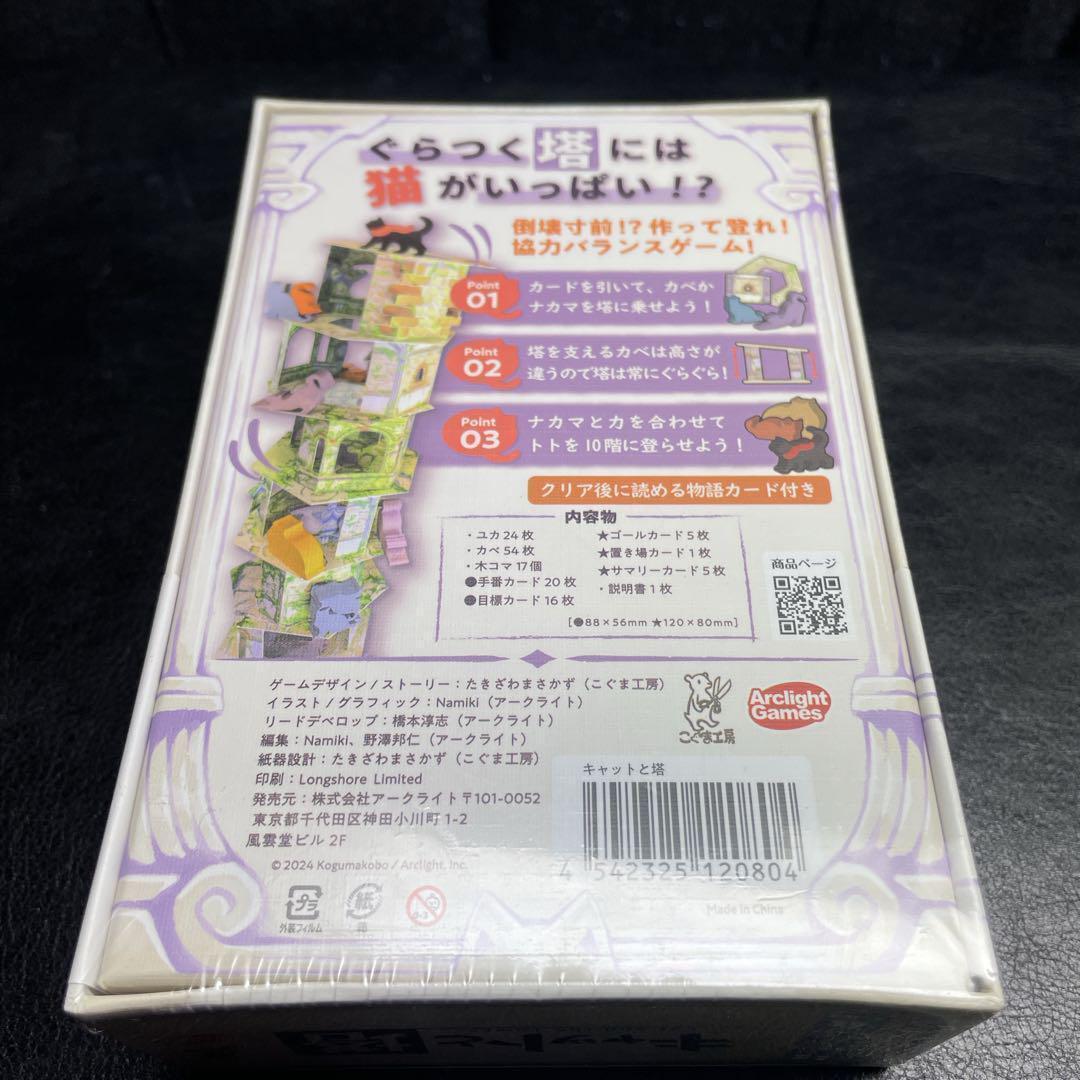 ぐらつく塔には
猫がいっぱい!?
倒壊寸前!?作って登れ!
協力バランスゲーム!
Point
01
カードを引いて、カベか
ナカマを塔に乗せよう!
Point
02
塔を支えるカベは高さが
違うので塔は常にぐらぐら!
Point
03
ナカマと力を合わせて
トトを10階に登らせよう!
クリア後に読める物語カード付き
内容物
・ユカ24枚
・カベ54枚
・木コマ17個
●手番カード20枚
●目標カード16枚
★ゴールカード5枚
★置き場カード1枚
★サマリーカード5枚
・説明書1枚
[●88×56mm ★120×80mm]
商品ページ
ゲームデザイン/ストーリー:たきざわまさかず(こぐま工房)
イラスト/グラフィック:Namiki(アークライト)
リードデベロップ:橋本淳志(アークライト)
編集:Namiki、野澤邦仁(アークライト)
紙器設計:たきざわまさかず(こぐま工房)
印刷:Longshore Limited
発売元:株式会社アークライト〒101-0052
東京都千代田区神田小川町1-2
風雲堂ビル 2F
©2024 Kogumakobo / Arclight, Inc.
こぐま工房
Arclight
Games
キャットと塔
4 542325 120804
Made in China
プラ
外装フィルム
紙
印
0-3
キャットと塔